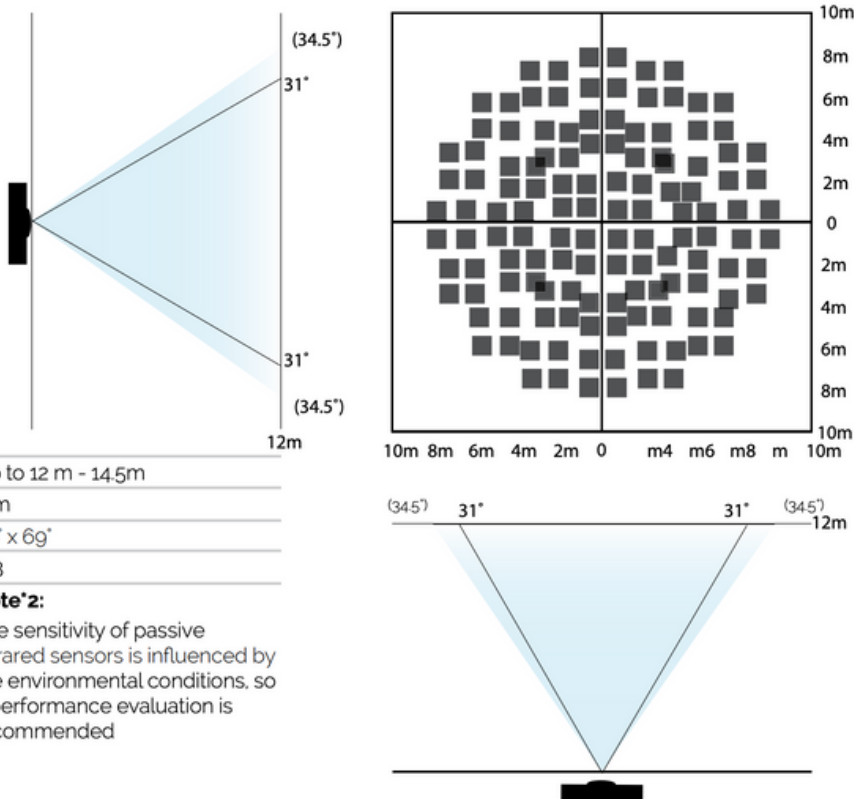 (34.5°)
31°
31°
(34.5°)
12m
to 12 m - 14.5m
x 69°
te*2:
sensitivity of passive
rared sensors is influenced by
environmental conditions, so
performance evaluation is
commended
10m
8m
6m
4m
2m
0
2m
4m
6m
8m
10m
10m 8m 6m 4m 2m 0 m4 m6 m8 m 10m
(34.5°) 31° 31° (34.5°)
12m